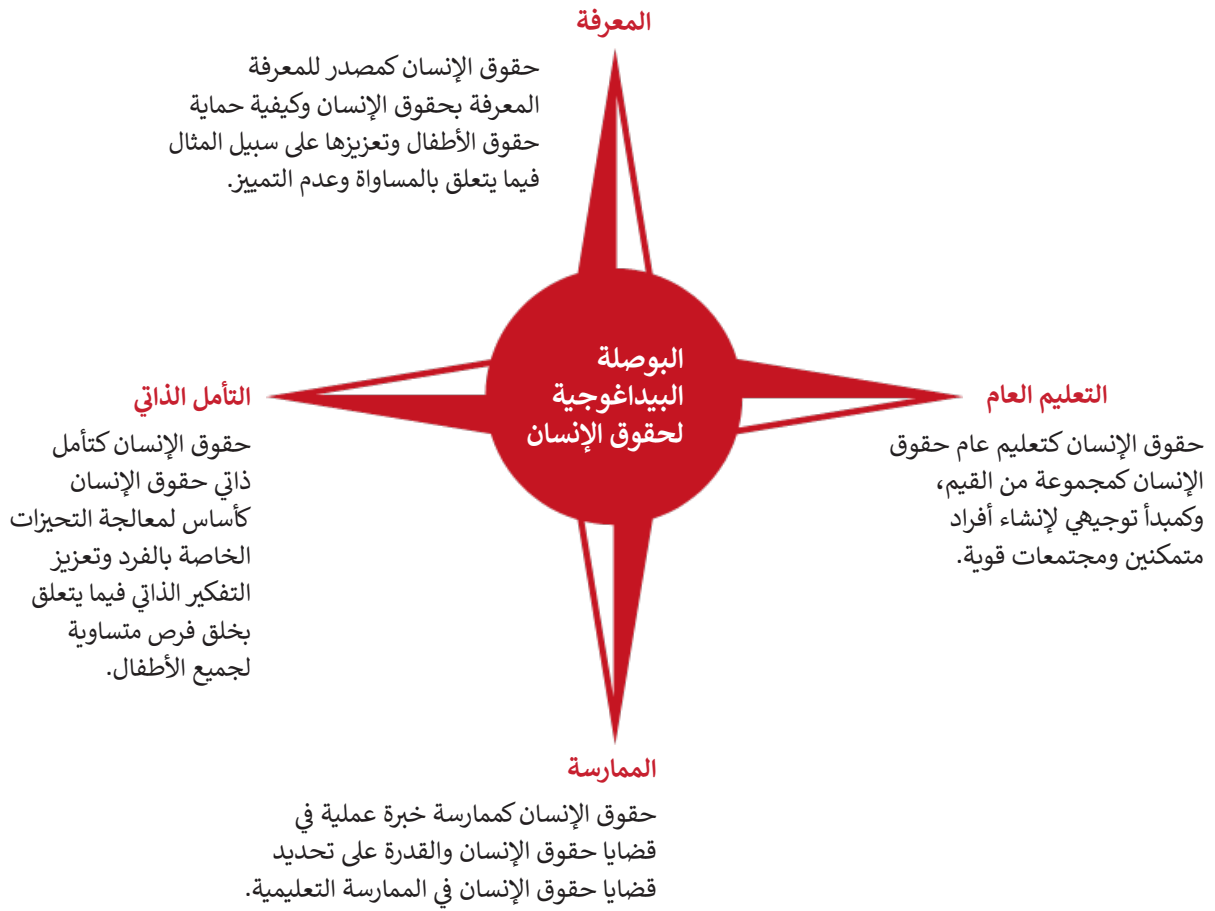 المعرفة
حقوق الإنسان كمصدر للمعرفة
المعرفة بحقوق الإنسان وكيفية حماية
حقوق الأطفال وتعزيزها على سبيل المثال
فيما يتعلق بالمساواة وعدم التمييز.
البوصلة
البيداغوجية
لحقوق الإنسان
التعليم العام
حقوق الإنسان كتعليم عام حقوق
الإنسان كمجموعة من القيم،
وكمبدأ توجيهي لإنشاء أفراد
متمكنين ومجتمعات قوية.
التأمل الذاتي
حقوق الإنسان كتأمل
ذاتي حقوق الإنسان
كأساس لمعالجة التحيزات
الخاصة بالفرد وتعزيز
التفكير الذاتي فيما يتعلق
بخلق فرص متساوية
لجميع الأطفال.
الممارسة
حقوق الإنسان كممارسة خبرة عملية في
قضايا حقوق الإنسان والقدرة على تحديد
قضايا حقوق الإنسان في الممارسة التعليمية.